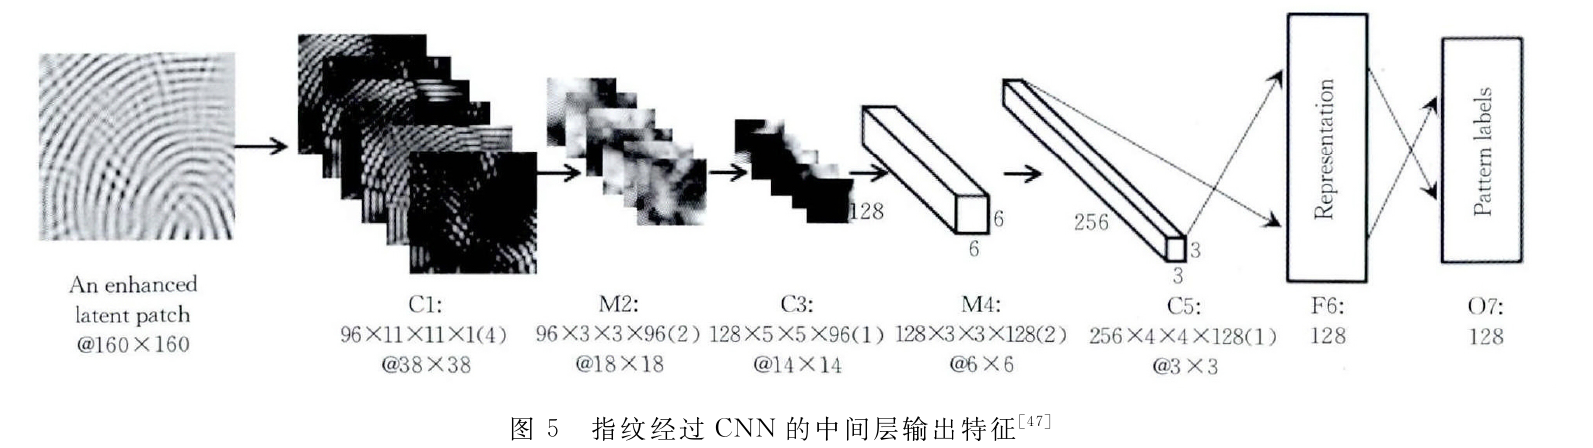 Representation
Pattern labels
128
6
6
256
3
3
An enhanced
latent patch
@160×160
C1:
96×11×11×1(4)
@38×38
M2:
96×3×3×96(2)
@18×18
C3:
128×5×5×96(1)
@14×14
M4:
128×3×3×128(2)
@6×6
C5:
256×4×4×128(1)
@3×3
F6:
128
O7:
128
图 5 指纹经过 CNN 的中间层输出特征[47]